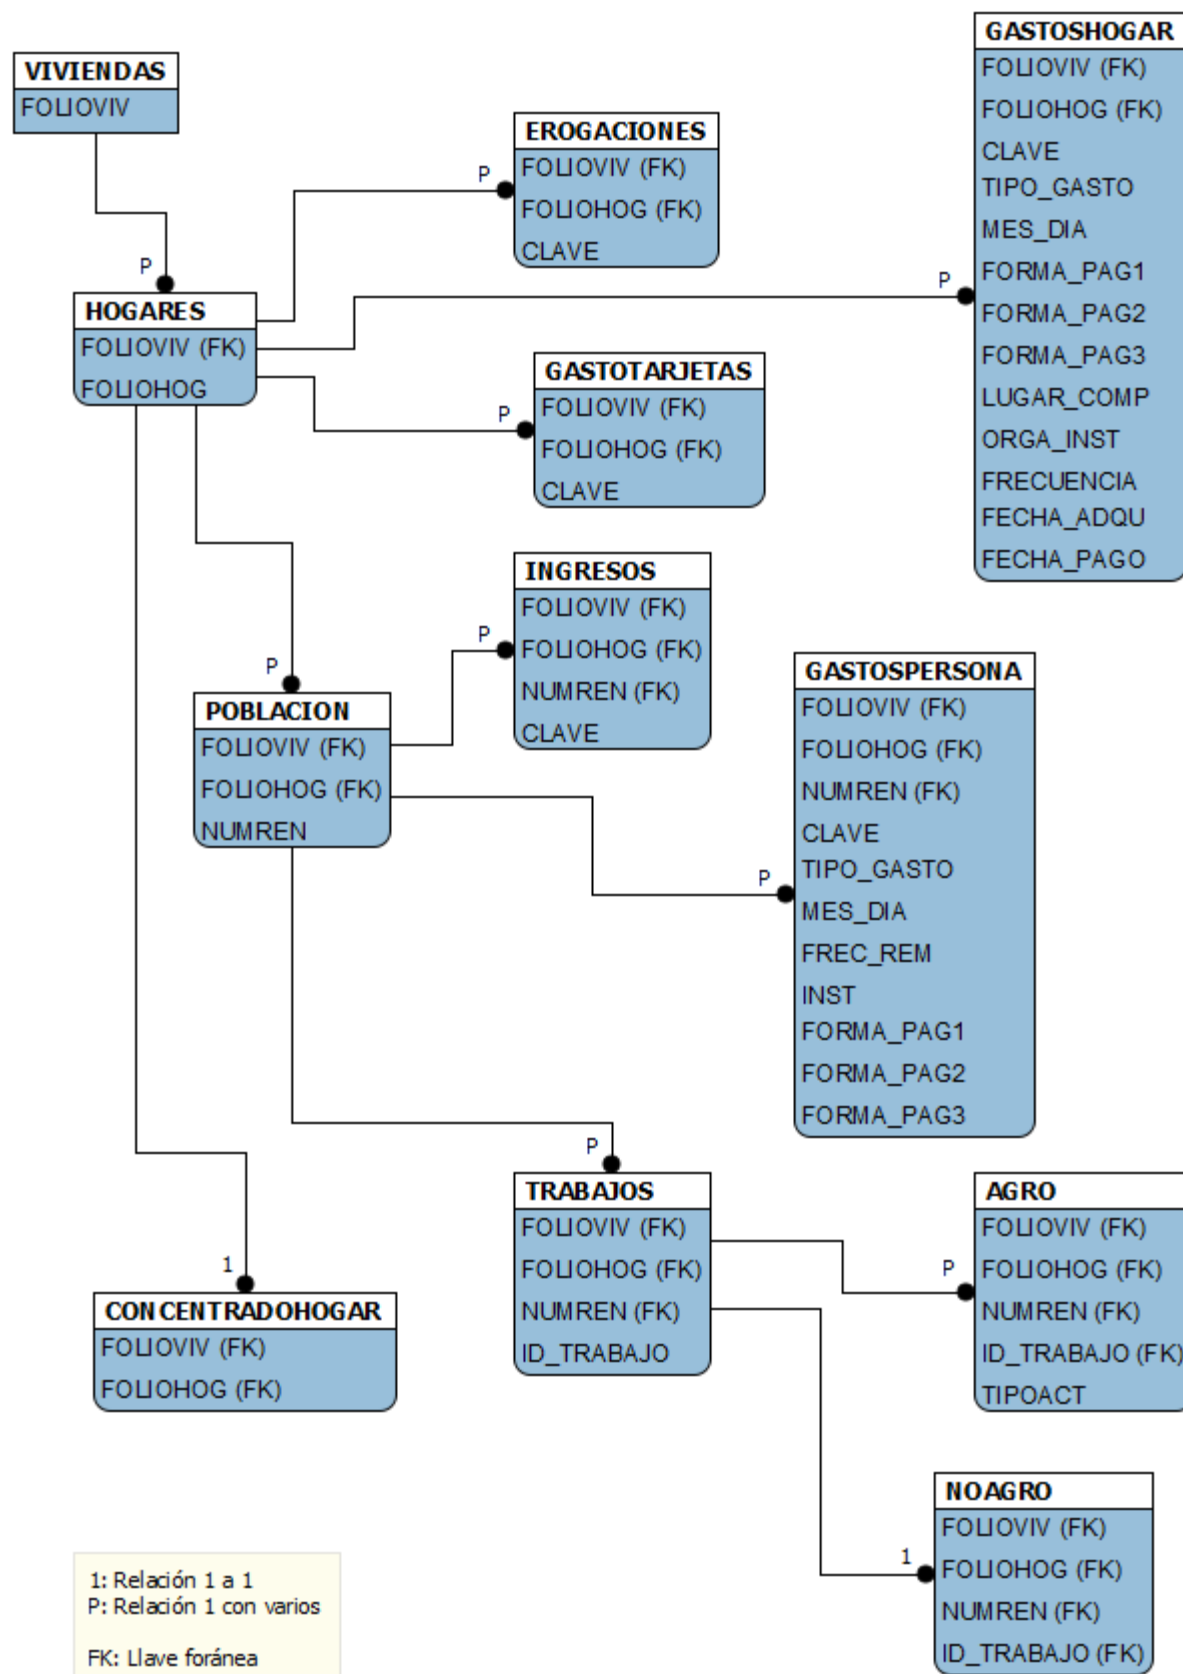 VIVIENDAS
FOLIOVIV
P
HOGARES
FOLIOVIV (FK)
FOLIOHOG
P
EROGACIONES
FOLIOVIV (FK)
FOLIOHOG (FK)
CLAVE
P
GASTOSHOGAR
FOLIOVIV (FK)
FOLIOHOG (FK)
CLAVE
TIPO_GASTO
MES_DIA
FORMA_PAG1
FORMA_PAG2
FORMA_PAG3
LUGAR_COMP
ORGA_INST
FRECUENCIA
FECHA_ADQU
FECHA_PAGO
P
GASTOTARJETAS
FOLIOVIV (FK)
FOLIOHOG (FK)
CLAVE
P
POBLACION
FOLIOVIV (FK)
FOLIOHOG (FK)
NUMREN
P
INGRESOS
FOLIOVIV (FK)
FOLIOHOG (FK)
NUMREN (FK)
CLAVE
P
GASTOSPERSONA
FOLIOVIV (FK)
FOLIOHOG (FK)
NUMREN (FK)
CLAVE
TIPO_GASTO
MES_DIA
FREC_REM
INST
FORMA_PAG1
FORMA_PAG2
FORMA_PAG3
P
TRABAJOS
FOLIOVIV (FK)
FOLIOHOG (FK)
NUMREN (FK)
ID_TRABAJO
P
AGRO
FOLIOVIV (FK)
FOLIOHOG (FK)
NUMREN (FK)
ID_TRABAJO (FK)
TIPOACT
1
CONCENTRADOHOGAR
FOLIOVIV (FK)
FOLIOHOG (FK)
1
NOAGRO
FOLIOVIV (FK)
FOLIOHOG (FK)
NUMREN (FK)
ID_TRABAJO (FK)
1: Relación 1 a 1
P: Relación 1 con varios
FK: Llave foránea